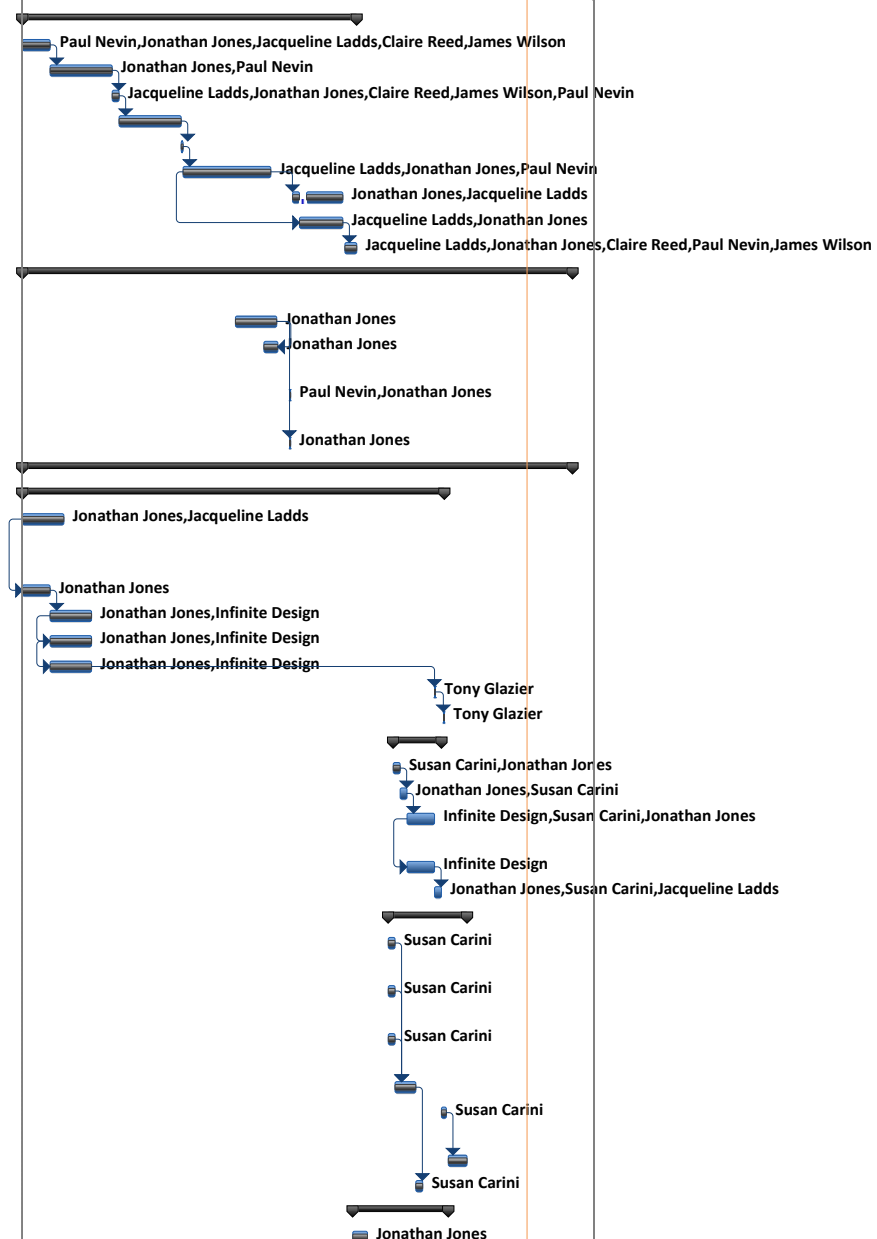 Paul Nevin,Jonathan Jones,Jacqueline Ladds,Claire Reed,James Wilson
Jonathan Jones,Paul Nevin
Jacqueline Ladds,Jonathan Jones,Claire Reed,James Wilson,Paul Nevin
Jacqueline Ladds,Jonathan Jones,Paul Nevin
Jonathan Jones,Jacqueline Ladds
Jacqueline Ladds,Jonathan Jones
Jacqueline Ladds,Jonathan Jones,Claire Reed,Paul Nevin,James Wilson
Jonathan Jones
Jonathan Jones
Paul Nevin,Jonathan Jones
Jonathan Jones
Jonathan Jones,Jacqueline Ladds
Jonathan Jones
Jonathan Jones,Infinite Design
Jonathan Jones,Infinite Design
Jonathan Jones,Infinite Design
Tony Glazier
Tony Glazier
Susan Carini,Jonathan Jones
Jonathan Jones,Susan Carini
Infinite Design,Susan Carini,Jonathan Jones
Infinite Design
Jonathan Jones,Susan Carini,Jacqueline Ladds
Susan Carini
Susan Carini
Susan Carini
Susan Carini
Susan Carini
Jonathan Jones